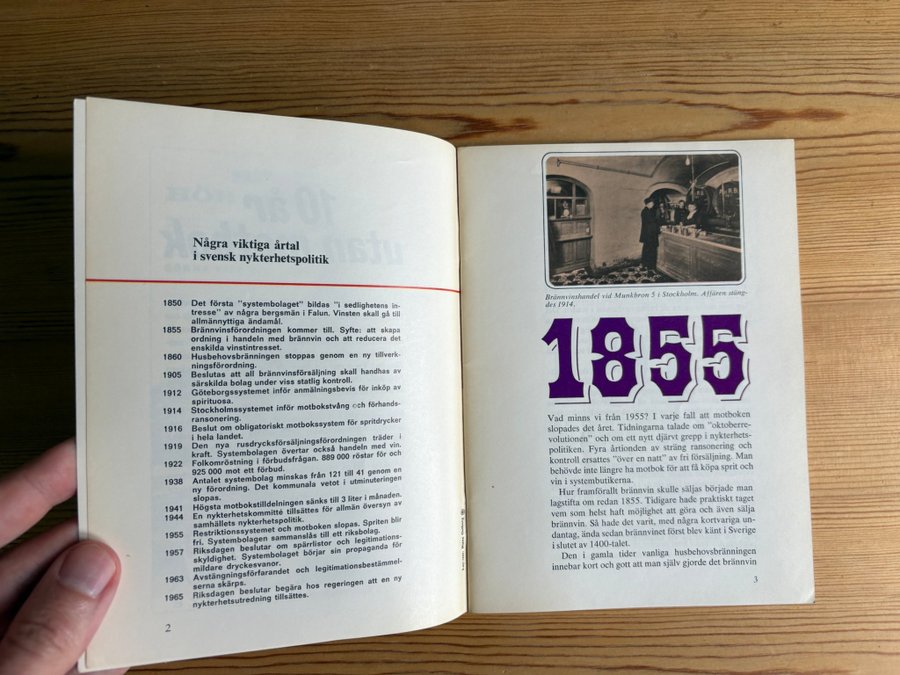 Några viktiga årtal
i svensk nykterhetspolitik
1850 Det första "systembolaget" bildas "i sedlighetens in-
tresse" av några bergsmän i Falun. Vinsten skall gå till
allmännyttiga ändamål.
1855 Brännvinsförordningen kommer till. Syfte: att skapa
ordning i handeln med brännvin och att reducera det
enskilda vinstintresset.
1860 Husbehovsbränningen stoppas genom en ny tillverk-
ningsförordning.
1905 Beslutas att all brännvinsförsäljning skall handhas av
särskilda bolag under viss statlig kontroll.
1912 Göteborgssystemet inför anmälningsbevis för inköp av
spirituosa.
1914 Stockholmssystemet inför motbokstvång och förhands-
ransonering.
1916 Beslut om obligatoriskt motbokssystem för spritdrycker
i hela landet.
1919 Den nya rusdrycksförsäljningsförordningen träder i
kraft. Systembolagen övertar också handeln med vin.
1922 Folkomröstning i förbudsfrågan. 889 000 röstar för och
925 000 mot ett förbud.
1938 Antalet systembolag minskas från 121 till 41 genom en
ny förordning. Det kommunala vetot i utminuteringen
slopas.
1941 Högsta motbokstilldelningen sänks till 3 liter i månaden.
1944 En nykterhetskommitté tillsättes för allmän översyn av
samhällets nykterhetspolitik.
1955 Restriktionssystemet och motboken slopas. Spriten blir
fri. Systembolagen sammanslås till ett riksbolag.
1957 Riksdagen beslutar om spärrlistor och legitimations-
skyldighet. Systembolaget börjar sin propaganda för
mildare dryckesvanor.
1963 Avstängningsförfarandet och legitimationsbestämmel-
serna skärps.
1965 Riksdagen beslutar begära hos regeringen att en ny
nykterhetsutredning tillsättes.
2
Brännvinshandel vid Munkbron 5 i Stockholm. Affären stäng-
des 1914.
1855
Vad minns vi från 1955? I varje fall att motboken
slopades det året. Tidningarna talade om "oktoberre-
volutionen" och om ett nytt djärvt grepp i nykterhets-
politiken. Fyra årtionden av sträng ransonering och
kontroll ersattes "över en natt" av fri försäljning. Man
behövde inte längre ha motbok för att få köpa sprit och
vin i systembutikerna.
Hur framförallt brännvin skulle säljas började man
lagstifta om redan 1855. Tidigare hade praktiskt taget
vem som helst haft möjlighet att göra och även sälja
brännvin. Så hade det varit, med några kortvariga un-
dantag, ända sedan brännvinet först blev känt i Sverige
i slutet av 1400-talet.
Den i gamla tider vanliga husbehovsbränningen
innebar kort och gott att man själv gjorde det brännvin
3